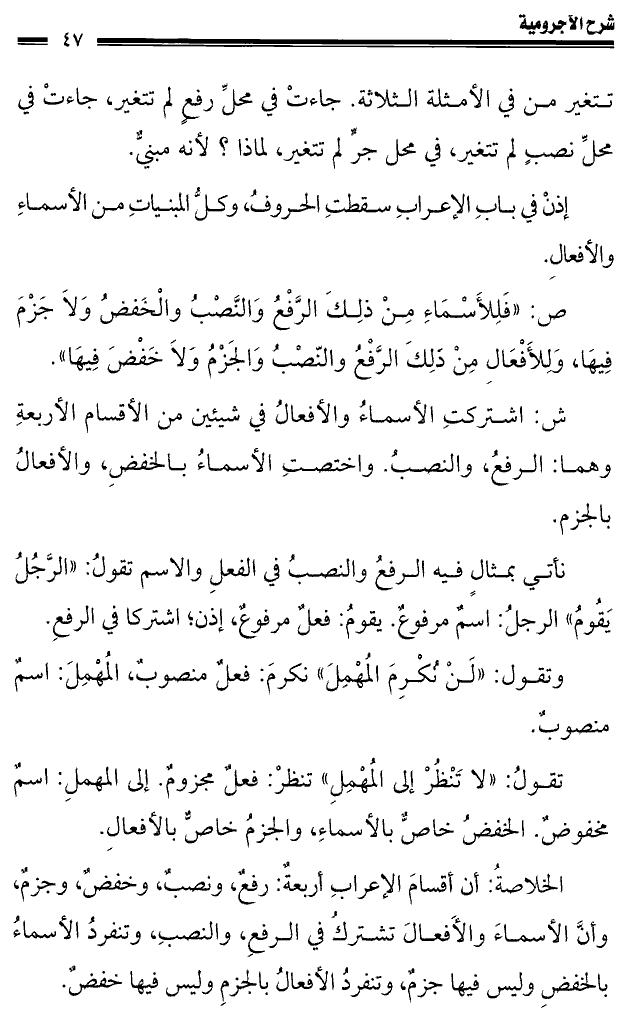 شرح الآجرومية
٤٧
تتغير من في الأمثلة الثلاثة. جاءتْ في محلِّ رفعٍ لم تتغير، جاءتْ في
محلِّ نصبٍ لم تتغير، في محل جرٍّ لم تتغير، لماذا ؟ لأنه مبنيٌّ.
إذنْ في بابِ الإعرابِ سقطتِ الحروفُ، وكلُّ المبنياتِ من الأسماءِ
والأفعالِ.
ص: «فَلِلأَسْمَاءِ مِنْ ذلِكَ الرَّفْعُ وَالنَّصْبُ والْخَفضُ وَلاَ جَزْمَ
فِيهَا، وَلِلأَفْعَالِ مِنْ ذَلِكَ الرَّفْعُ والنّصْبُ وَالجَزْمُ وَلاَ خَفْضَ فِيهَا».
ش: اشتركتِ الأسماءُ والأفعالُ في شيئين من الأقسام الأربعةِ
وهما: الرفعُ، والنصبُ. واختصتِ الأسماءُ بالخفضِ، والأفعالُ
بالجزم.
نأتي بمثالٍ فيه الرفعُ والنصبُ في الفعلِ والاسم تقولُ: «الرَّجُلُ
يَقُومُ» الرجلُ: اسمٌ مرفوعٌ. يقومُ: فعلٌ مرفوعٌ، إذن؛ اشتركا في الرفعِ.
وتقول: «لَنْ نُكْرِمَ المُهْمِلَ» نكرمَ: فعلٌ منصوبٌ، المُهْمِلَ: اسمٌ
منصوبٌ.
تقولُ: «لا تَنْظُرْ إلى المُهْمِلِ» تنظرْ: فعلٌ مجزومٌ. إلى المهملِ: اسمٌ
مخفوضٌ. الخفضُ خاصٌّ بالأسماءِ، والجزمُ خاصٌّ بالأفعالِ.
الخلاصةُ: أن أقسامَ الإعرابِ أربعةٌ: رفعٌ، ونصبٌ، وخفضٌ، وجزمٌ،
وأنَّ الأسماءَ والأفعالَ تشتركُ في الرفعِ، والنصبِ، وتنفردُ الأسماءُ
بالخفضِ وليس فيها جزمٌ، وتنفردُ الأفعالُ بالجزمِ وليس فيها خفضٌ.